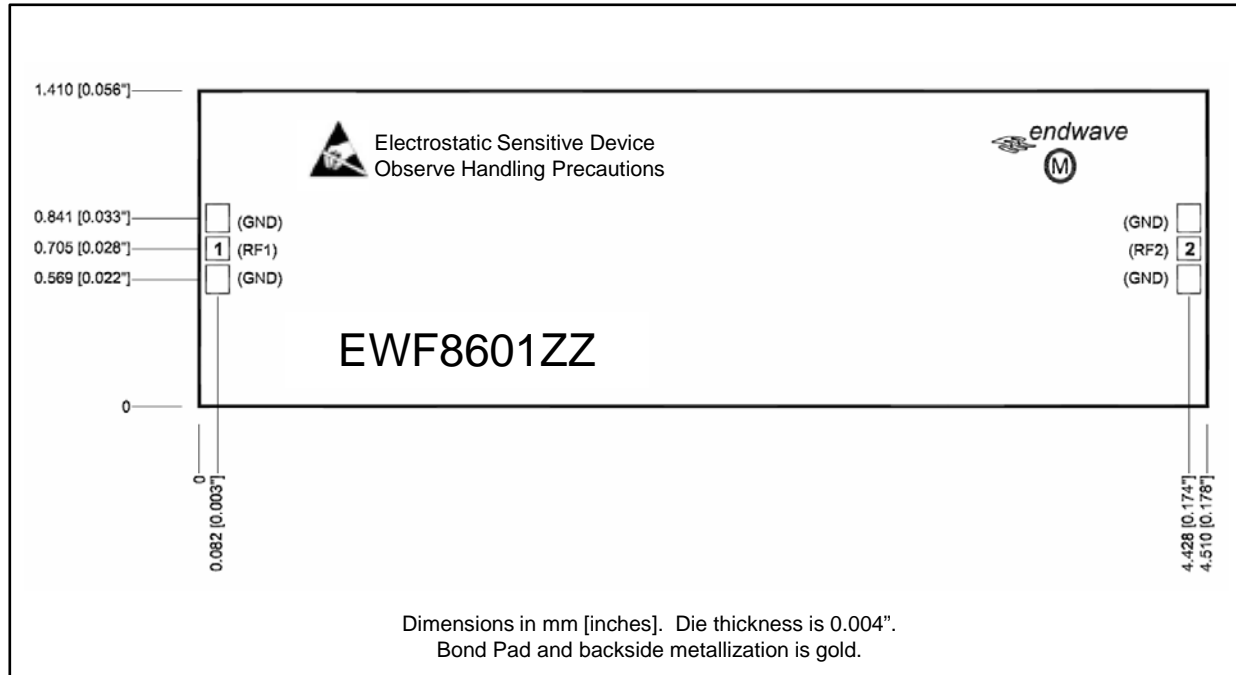 1.410 [0.056"]
Electrostatic Sensitive Device
Observe Handling Precautions
endwave
M
0.841 [0.033"]
(GND)
(GND)
0.705 [0.028"]
1 (RF1)
(RF2) 2
0.569 [0.022"]
(GND)
(GND)
EWF8601ZZ
0
0
0.082 [0.003"]
4.428 [0.174"]
4.510 [0.178"]
Dimensions in mm [inches]. Die thickness is 0.004”.
Bond Pad and backside metallization is gold.